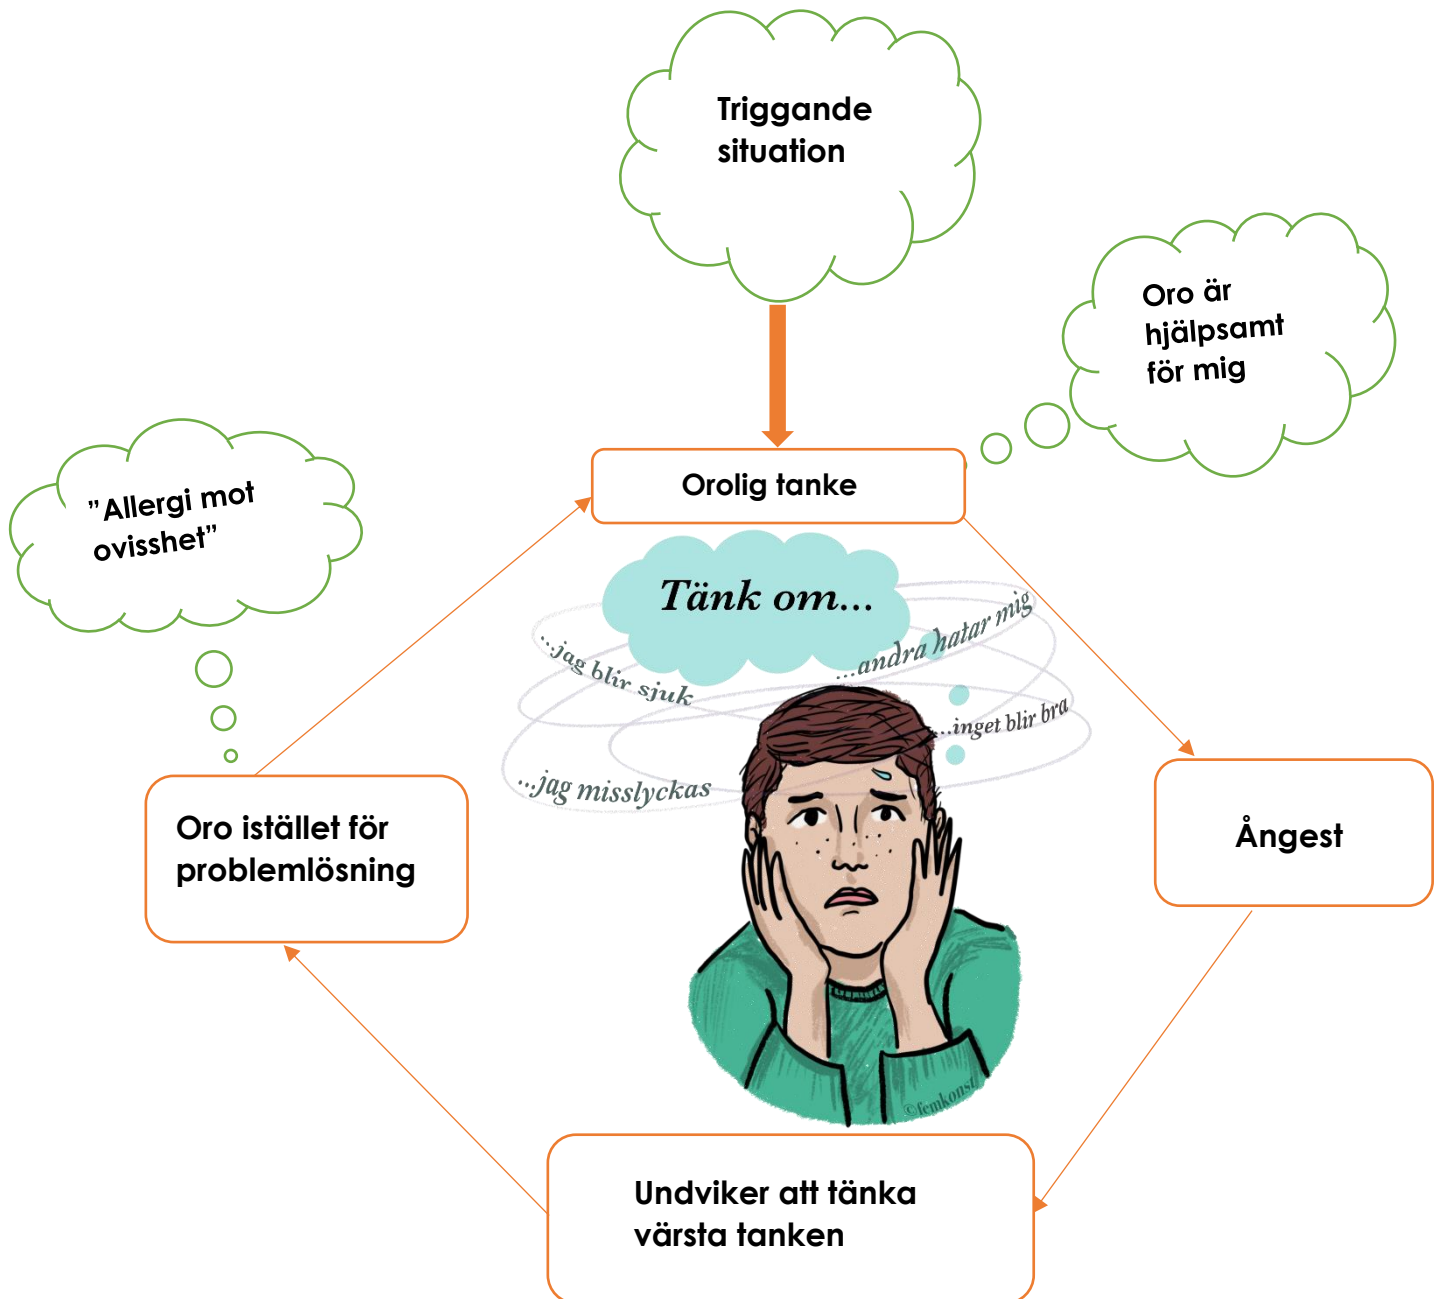 Triggande
situation
Oro är
hjälpsamt
för mig
”Allergi mot
ovisshet”
Orolig tanke
Tänk om...
...jag blir sjuk
...andra hatar mig
...inget blir bra
...jag misslyckas
Oro istället för
problemlösning
Ångest
©femkonst
Undviker att tänka
värsta tanken